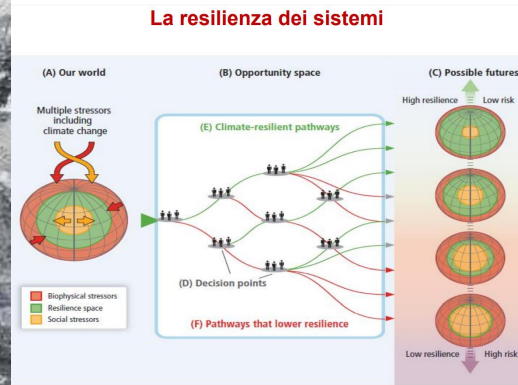 La resilienza dei sistemi
(A) Our world
(B) Opportunity space
(C) Possible futures
Multiple stressors
including
climate change
(E) Climate-resilient pathways
High resilience
Low risk
(D) Decision points
Biophysical stressors
Resilience space
Social stressors
(F) Pathways that lower resilience
Low resilience
High risk